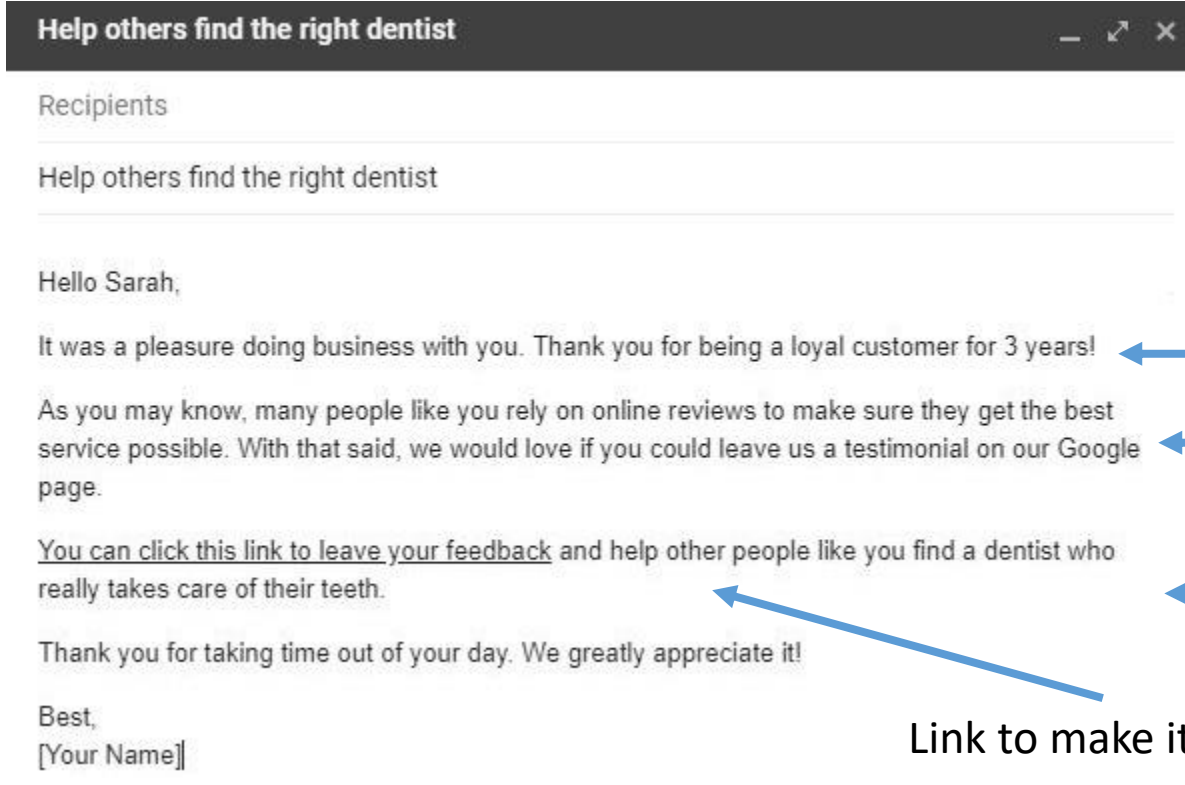 Help others find the right dentist
Recipients
Help others find the right dentist
Hello Sarah,
It was a pleasure doing business with you. Thank you for being a loyal customer for 3 years!
As you may know, many people like you rely on online reviews to make sure they get the best
service possible. With that said, we would love if you could leave us a testimonial on our Google
page.
You can click this link to leave your feedback and help other people like you find a dentist who
really takes care of their teeth.
Thank you for taking time out of your day. We greatly appreciate it!
Best,
[Your Name]
Link to make it